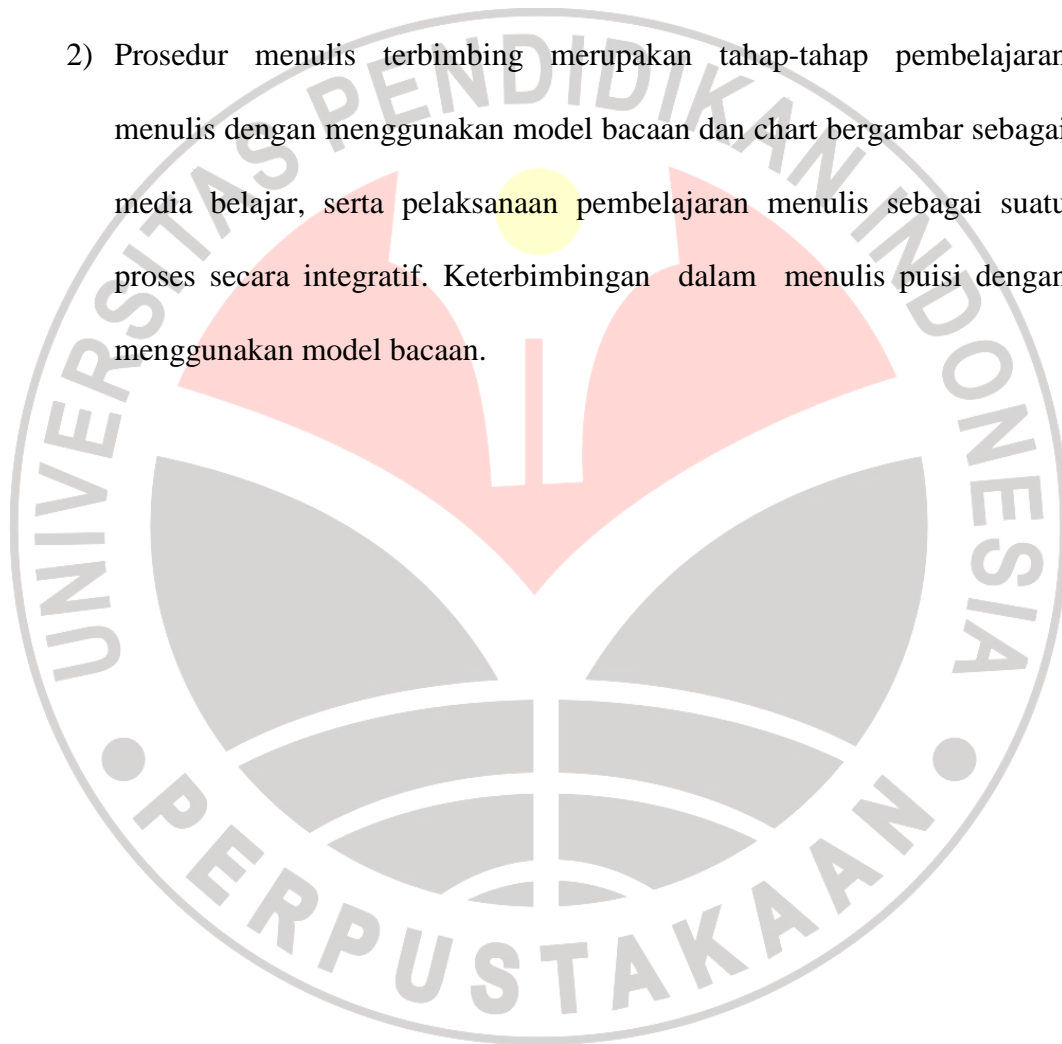 2) Prosedur menulis terbimbing merupakan tahap-tahap pembelajaran
menulis dengan menggunakan model bacaan dan chart bergambar sebagai
media belajar, serta pelaksanaan pembelajaran menulis sebagai suatu
proses secara integratif. Keterbimbingan dalam menulis puisi dengan
menggunakan model bacaan.
UNIVERSITAS PENDIDIKAN INDONESIA
PERPUSTAKAAN